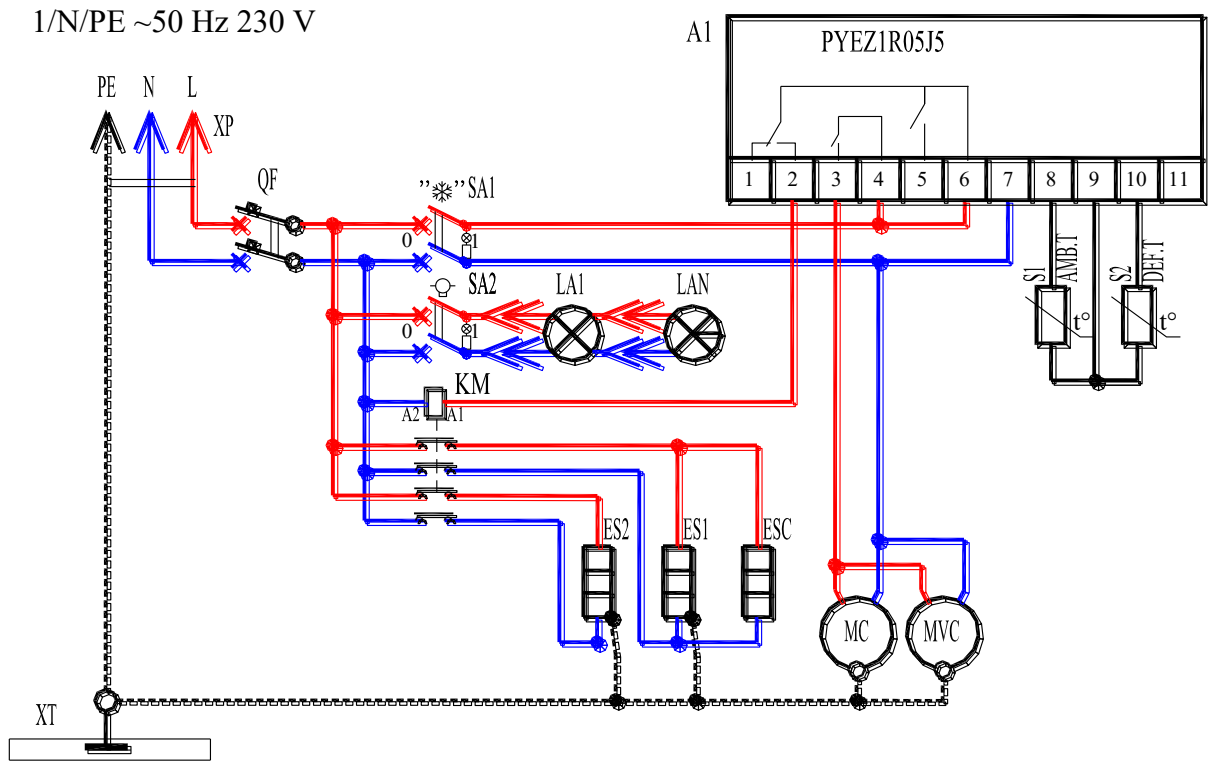 1/N/PE ~50 Hz 230 V
A1
PYEZ1R05J5
PE N L
XP
1 2 3 4 5 6 7 8 9 10 11
QF
"❄" SA1
0 1
SA2 LA1 LAN
0 1
S1 AMB.T
S2 DEF.T
t° t°
KM
A2 A1
ES2 ES1 ESC
MC MVC
XT